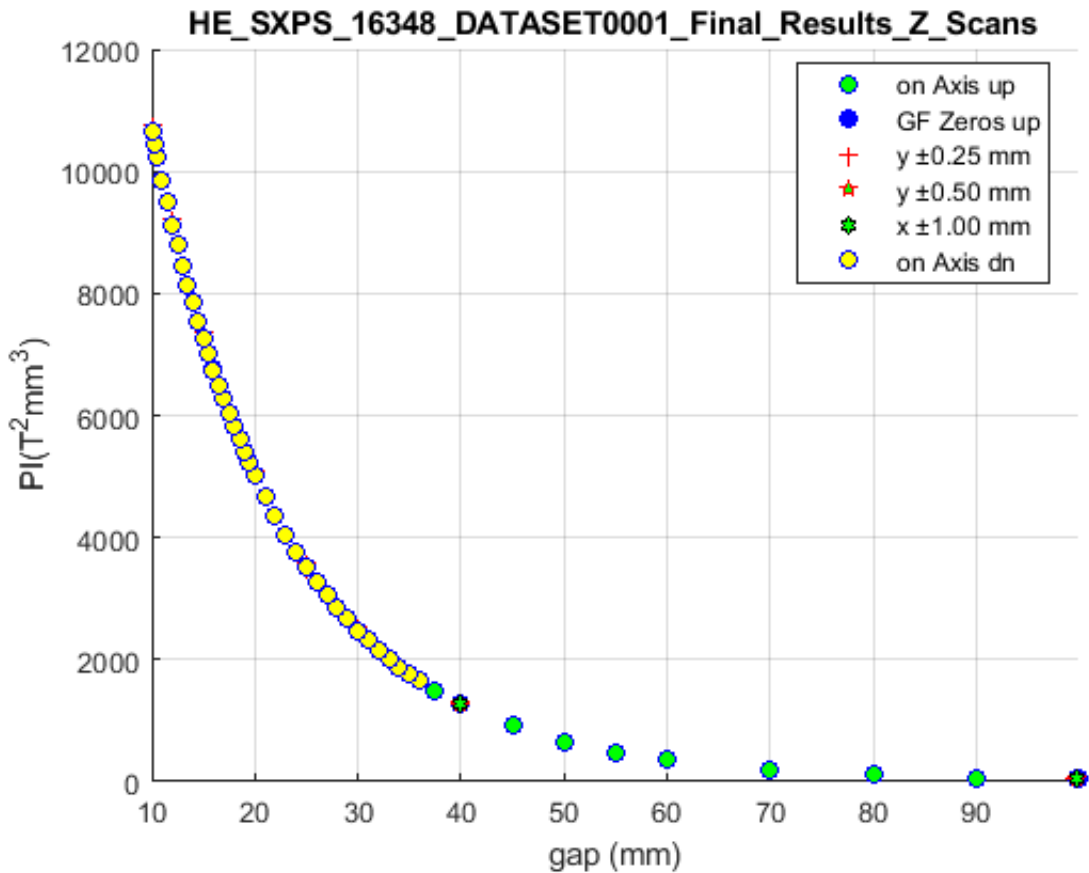 HE_SXPS_16348_DATASET0001_Final_Results_Z_Scans
12000
10000
8000
6000
4000
2000
0
PI(T²mm³)
on Axis up
GF Zeros up
y ±0.25 mm
y ±0.50 mm
x ±1.00 mm
on Axis dn
10 20 30 40 50 60 70 80 90
gap (mm)